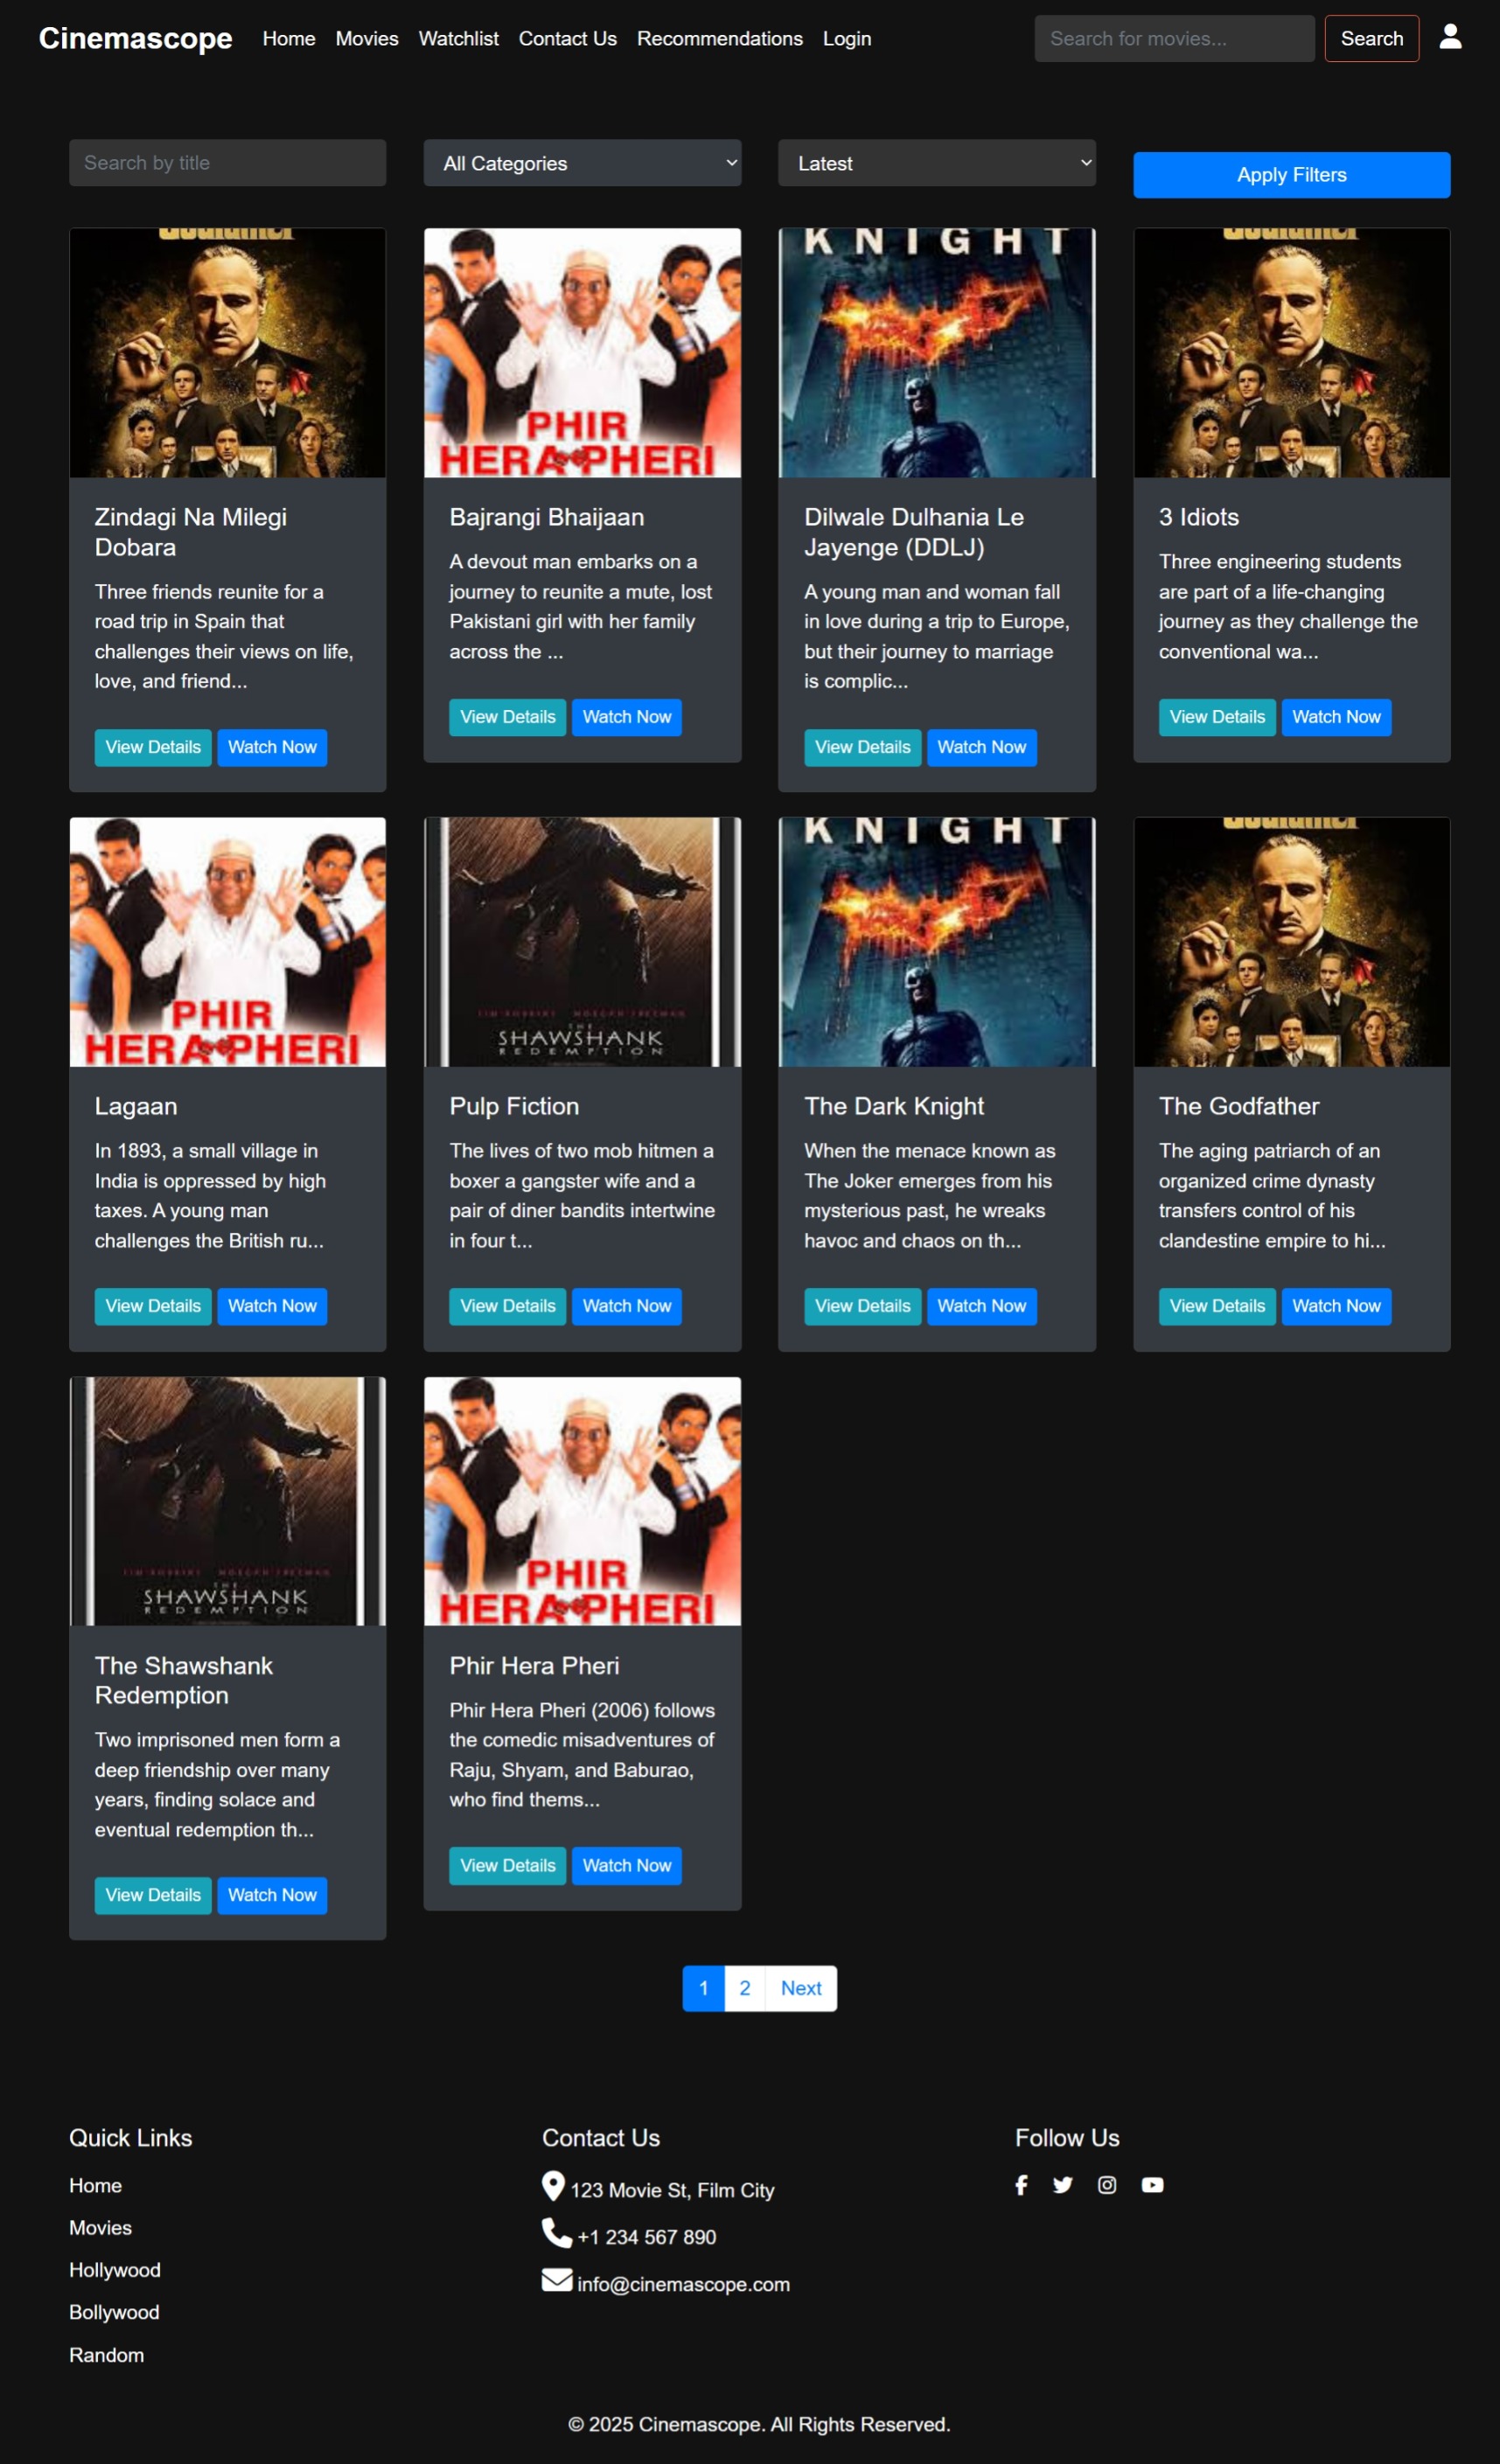 Cinemascope Home Movies Watchlist Contact Us Recommendations Login Search for movies... Search
Search by title All Categories Latest Apply Filters
PHIR
HERA PHERI
KNIGHT
Zindagi Na Milegi
Dobara
Three friends reunite for a
road trip in Spain that
challenges their views on life,
love, and friend...
View Details Watch Now
Bajrangi Bhaijaan
A devout man embarks on a
journey to reunite a mute, lost
Pakistani girl with her family
across the ...
View Details Watch Now
Dilwale Dulhania Le
Jayenge (DDLJ)
A young man and woman fall
in love during a trip to Europe,
but their journey to marriage
is complic...
View Details Watch Now
3 Idiots
Three engineering students
are part of a life-changing
journey as they challenge the
conventional wa...
View Details Watch Now
PHIR
HERA PHERI
TIM ROBBINS MORGAN FREEMAN
THE
SHAWSHANK
REDEMPTION
KNIGHT
Lagaan
In 1893, a small village in
India is oppressed by high
taxes. A young man
challenges the British ru...
View Details Watch Now
Pulp Fiction
The lives of two mob hitmen a
boxer a gangster wife and a
pair of diner bandits intertwine
in four t...
View Details Watch Now
The Dark Knight
When the menace known as
The Joker emerges from his
mysterious past, he wreaks
havoc and chaos on th...
View Details Watch Now
The Godfather
The aging patriarch of an
organized crime dynasty
transfers control of his
clandestine empire to hi...
View Details Watch Now
TIM ROBBINS MORGAN FREEMAN
THE
SHAWSHANK
REDEMPTION
PHIR
HERA PHERI
The Shawshank
Redemption
Two imprisoned men form a
deep friendship over many
years, finding solace and
eventual redemption th...
View Details Watch Now
Phir Hera Pheri
Phir Hera Pheri (2006) follows
the comedic misadventures of
Raju, Shyam, and Baburao,
who find thems...
View Details Watch Now
1 2 Next
Quick Links
Home
Movies
Hollywood
Bollywood
Random
Contact Us
123 Movie St, Film City
+1 234 567 890
info@cinemascope.com
Follow Us
© 2025 Cinemascope. All Rights Reserved.